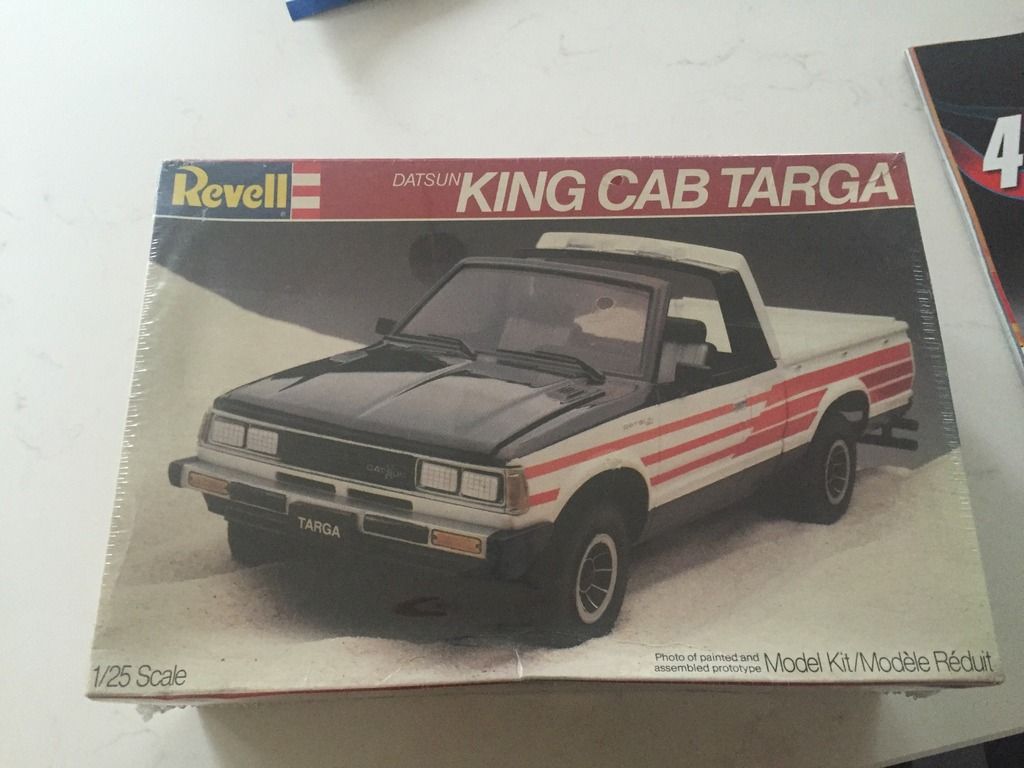 Revell
DATSUN KING CAB TARGA
DATSUN
TARGA
1/25 Scale
Photo of painted and
assembled prototype
Model Kit/Modèle Réduit
4